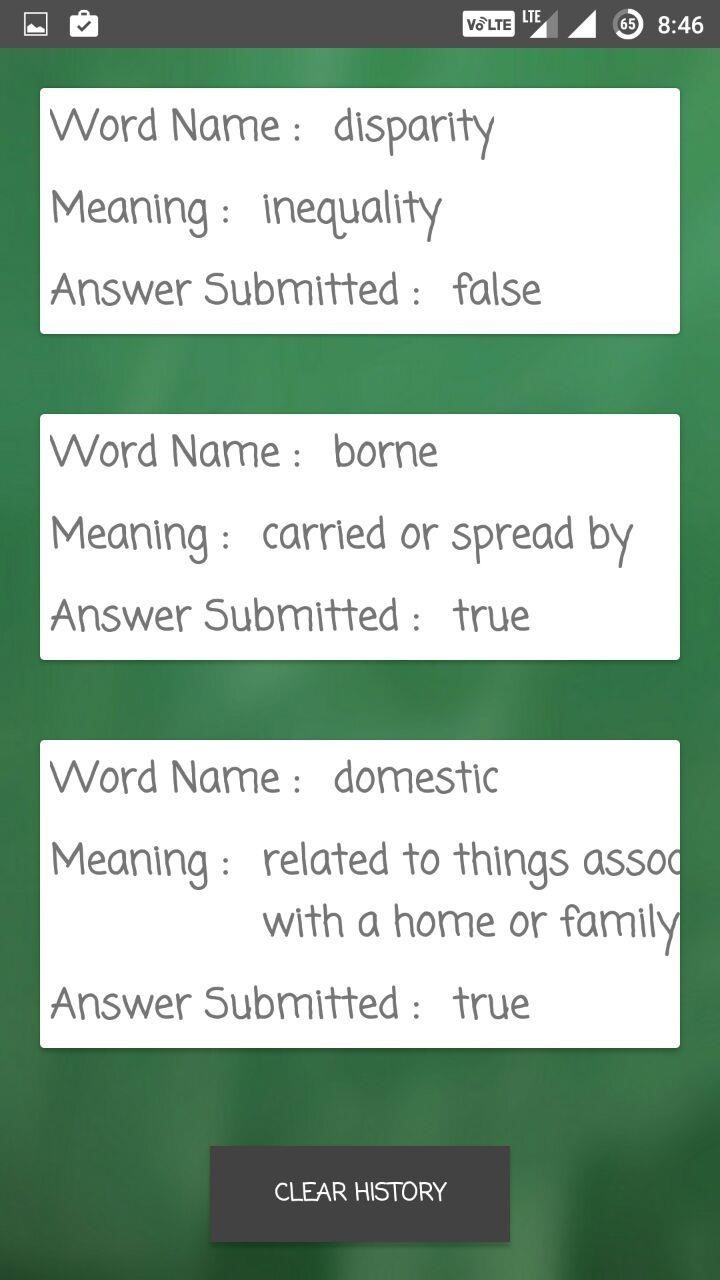 VoLTE LTE 65 8:46
Word Name : disparity
Meaning : inequality
Answer Submitted : false
Word Name : borne
Meaning : carried or spread by
Answer Submitted : true
Word Name : domestic
Meaning : related to things assoc
with a home or family
Answer Submitted : true
CLEAR HISTORY